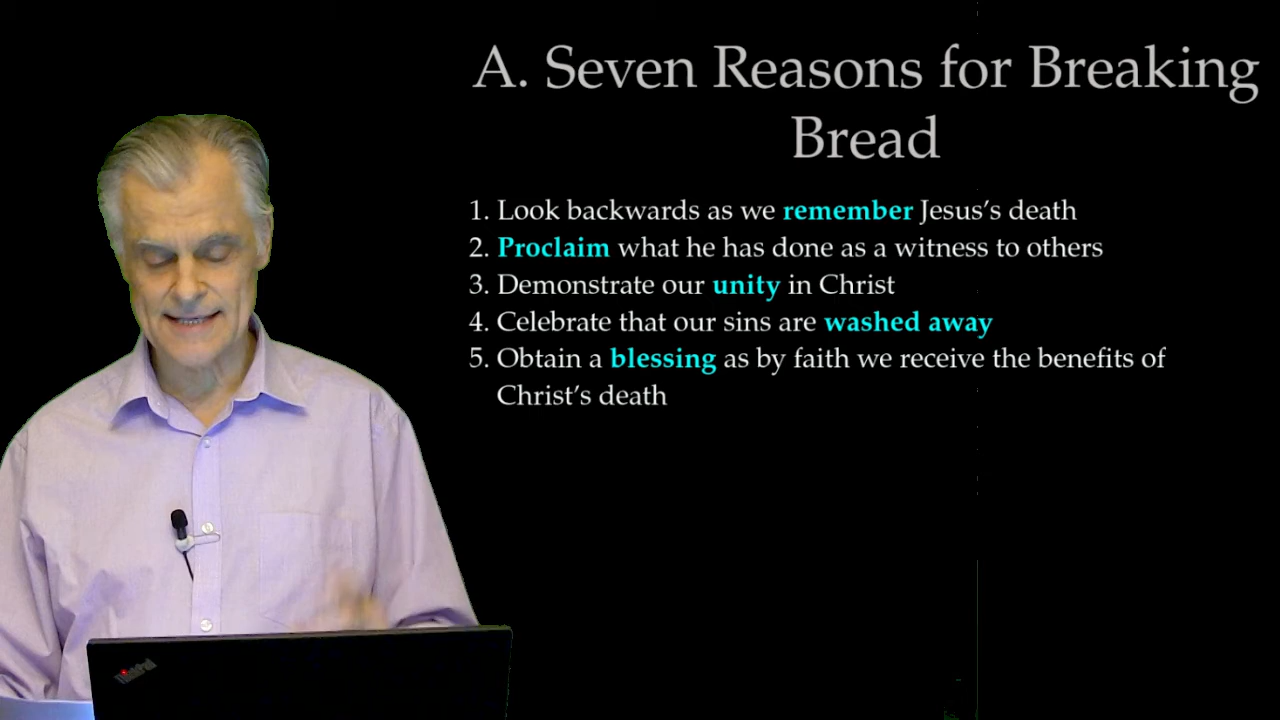 A. Seven Reasons for Breaking
Bread
1. Look backwards as we remember Jesus's death
2. Proclaim what he has done as a witness to others
3. Demonstrate our unity in Christ
4. Celebrate that our sins are washed away
5. Obtain a blessing as by faith we receive the benefits of
Christ's death
ThinkPad